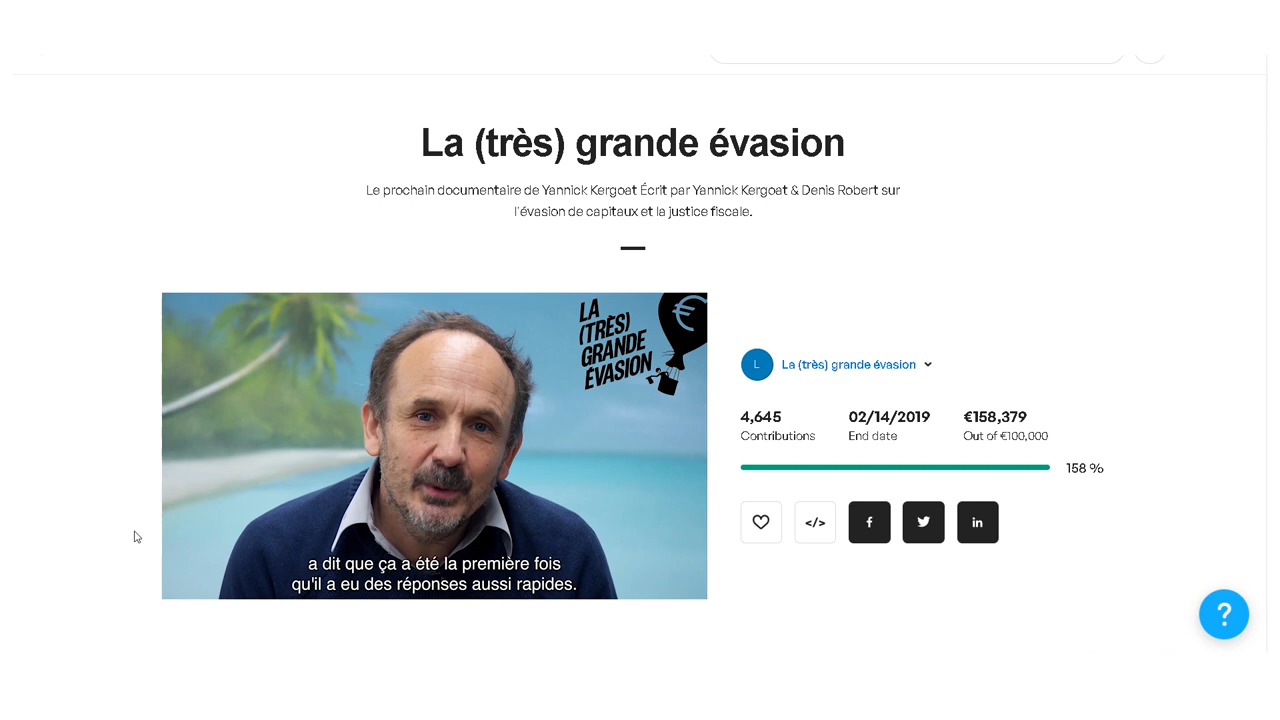 La (très) grande évasion
Le prochain documentaire de Yannick Kergoat Écrit par Yannick Kergoat & Denis Robert sur
l'évasion de capitaux et la justice fiscale.
LA
(TRÈS)
GRANDE
ÉVASION
€
a dit que ça a été la première fois
qu'il a eu des réponses aussi rapides.
L La (très) grande évasion
4,645 02/14/2019 €158,379
Contributions End date Out of €100,000
158 %
</>
f in
?